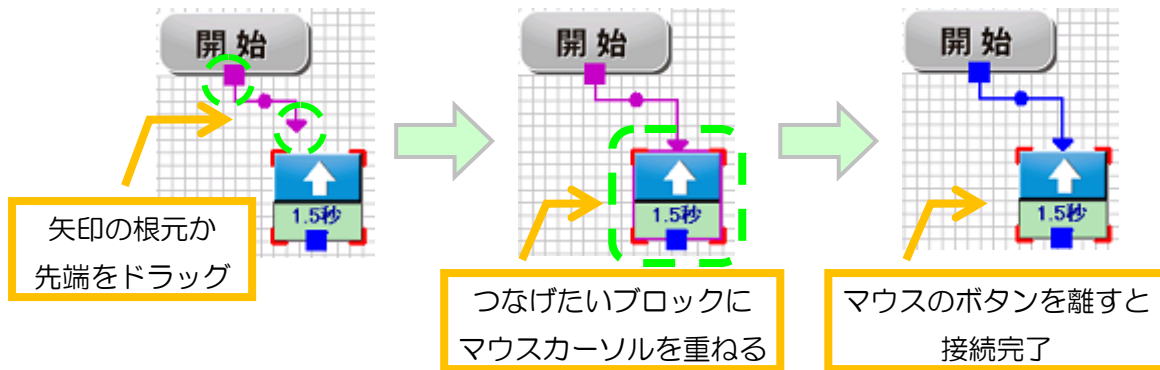 開始
1.5秒
矢印の根元か
先端をドラッグ
開始
1.5秒
つなげたいブロックに
マウスカーソルを重ねる
開始
1.5秒
マウスのボタンを離すと
接続完了